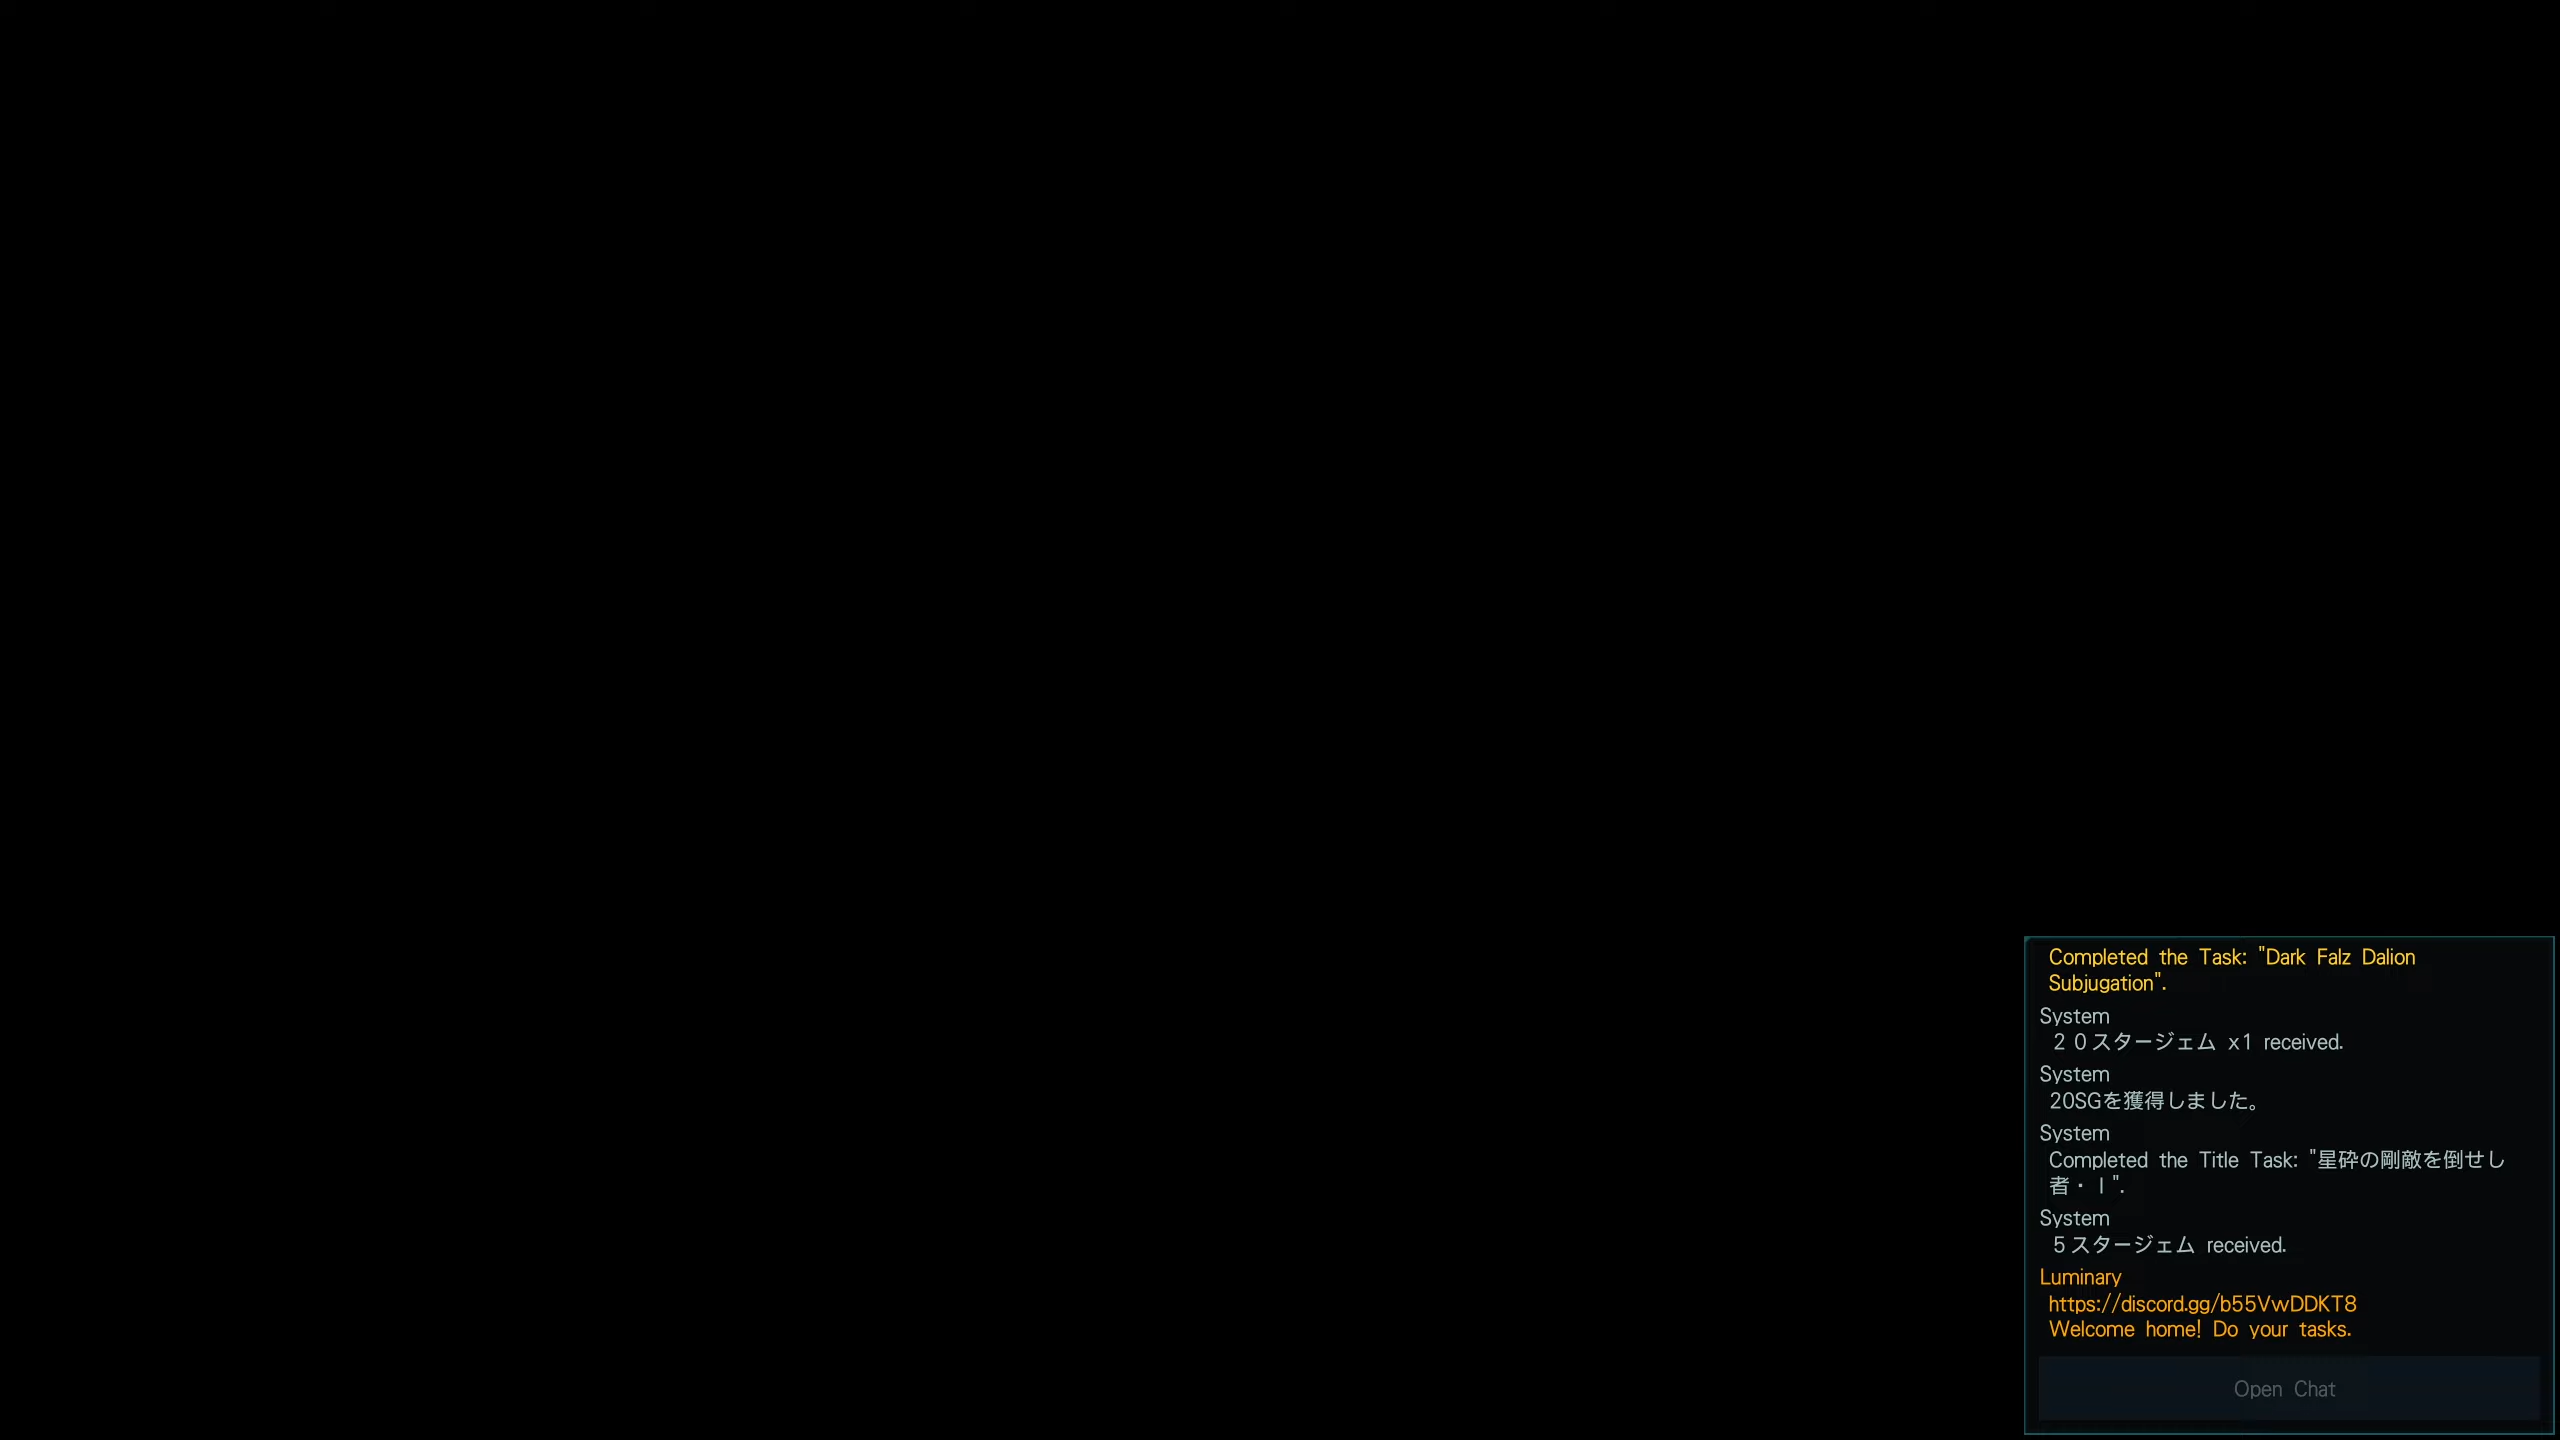 Completed the Task: "Dark Falz Dalion
Subjugation".
System
２０スタージェム x1 received.
System
20SGを獲得しました。
System
Completed the Title Task: "星砕の剛敵を倒せし
者・Ⅰ".
System
５スタージェム received.
Luminary
https://discord.gg/b55VwDDKT8
Welcome home! Do your tasks.
Open Chat